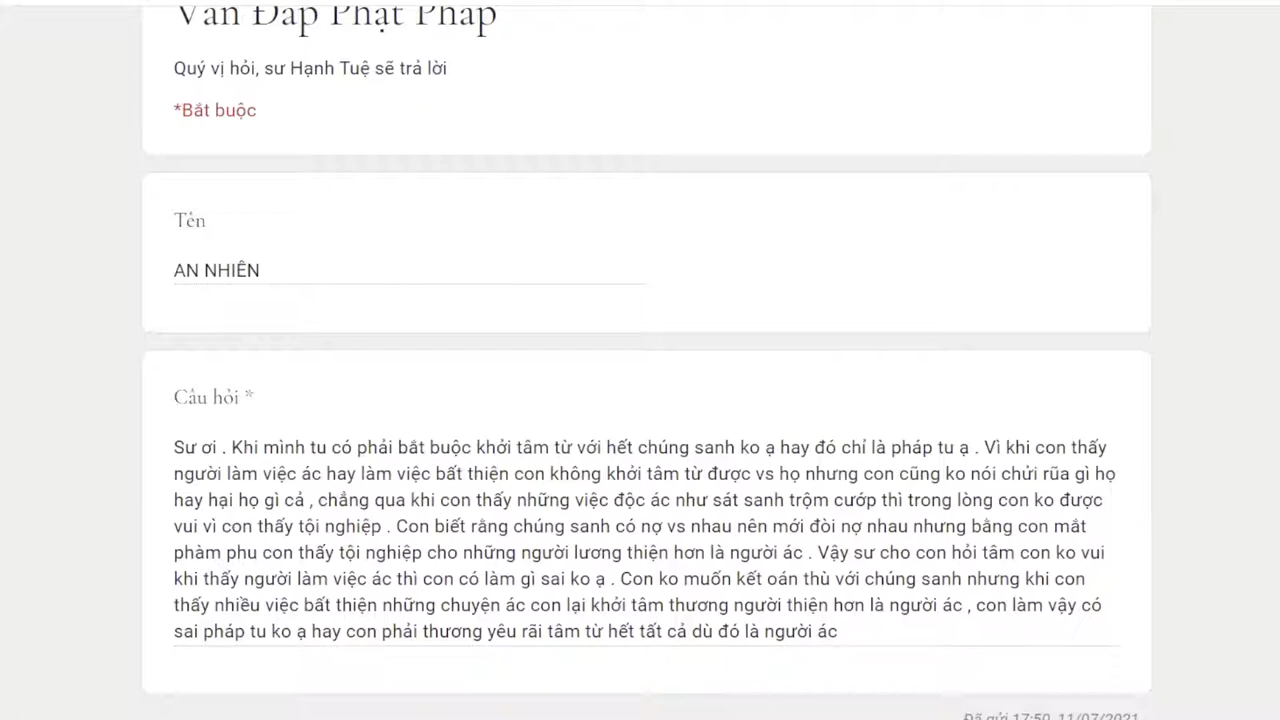 Vấn Đáp Phật Pháp
Quý vị hỏi, sư Hạnh Tuệ sẽ trả lời
*Bắt buộc
Tên
AN NHIÊN
Câu hỏi *
Sư ơi . Khi mình tu có phải bắt buộc khởi tâm từ với hết chúng sanh ko ạ hay đó chỉ là pháp tu ạ . Vì khi con thấy
người làm việc ác hay làm việc bất thiện con không khởi tâm từ được vs họ nhưng con cũng ko nói chửi rũa gì họ
hay hại họ gì cả , chẳng qua khi con thấy những việc độc ác như sát sanh trộm cướp thì trong lòng con ko được
vui vì con thấy tội nghiệp . Con biết rằng chúng sanh có nợ vs nhau nên mới đòi nợ nhau nhưng bằng con mắt
phàm phu con thấy tội nghiệp cho những người lương thiện hơn là người ác . Vậy sư cho con hỏi tâm con ko vui
khi thấy người làm việc ác thì con có làm gì sai ko ạ . Con ko muốn kết oán thù với chúng sanh nhưng khi con
thấy nhiều việc bất thiện những chuyện ác con lại khởi tâm thương người thiện hơn là người ác , con làm vậy có
sai pháp tu ko ạ hay con phải thương yêu rãi tâm từ hết tất cả dù đó là người ác
Đã gửi 17:50, 11/07/2021